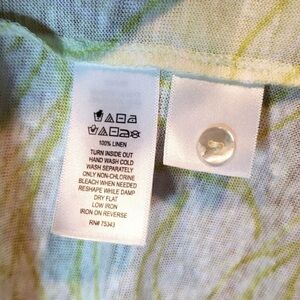 100% LINEN
TURN INSIDE OUT
HAND WASH COLD
WASH SEPARATELY
ONLY NON-CHLORINE
BLEACH WHEN NEEDED
RESHAPE WHILE DAMP
DRY FLAT
LOW IRON
IRON ON REVERSE
RN# 75343